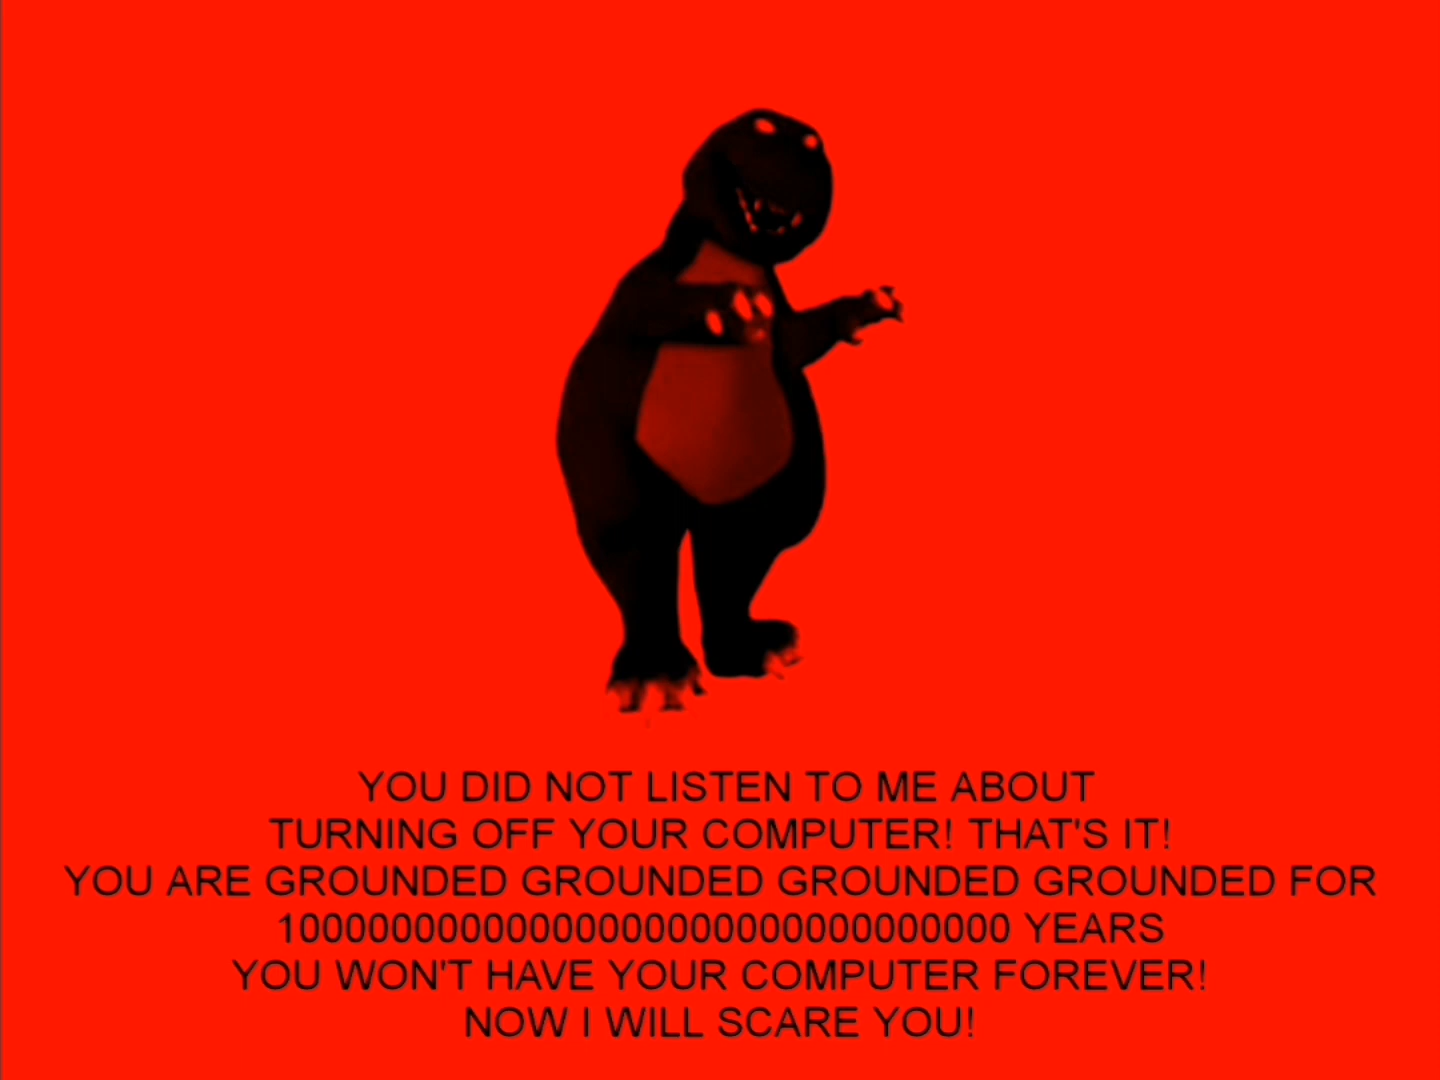 YOU DID NOT LISTEN TO ME ABOUT
TURNING OFF YOUR COMPUTER! THAT'S IT!
YOU ARE GROUNDED GROUNDED GROUNDED GROUNDED FOR
10000000000000000000000000000000 YEARS
YOU WON'T HAVE YOUR COMPUTER FOREVER!
NOW I WILL SCARE YOU!